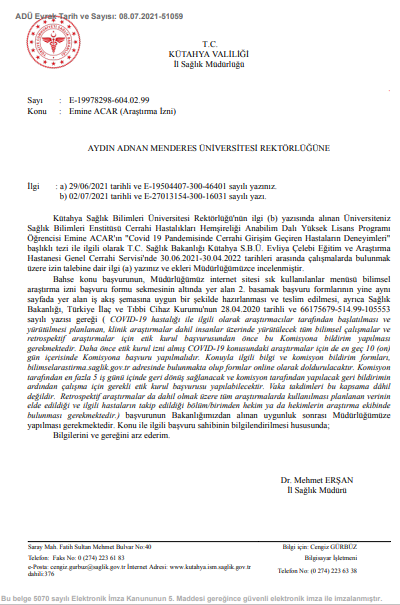 ADÜ Evrak Tarih ve Sayısı: 08.07.2021-51059
T.C.
KÜTAHYA VALİLİĞİ
İl Sağlık Müdürlüğü
Sayı : E-19978298-604.02.99
Konu : Emine ACAR (Araştırma İzni)
AYDIN ADNAN MENDERES ÜNİVERSİTESİ REKTÖRLÜĞÜNE
İlgi : a) 29/06/2021 tarihli ve E-19504407-300-46401 sayılı yazınız.
b) 02/07/2021 tarihli ve E-27013154-300-16031 sayılı yazı.
Kütahya Sağlık Bilimleri Üniversitesi Rektörlüğü'nün ilgi (b) yazısında alınan Üniversiteniz
Sağlık Bilimleri Enstitüsü Cerrahi Hastalıkları Hemşireliği Anabilim Dalı Yüksek Lisans Programı
Öğrencisi Emine ACAR'ın "Covid 19 Pandemisinde Cerrahi Girişim Geçiren Hastaların Deneyimleri"
başlıklı tezi ile ilgili olarak T.C. Sağlık Bakanlığı Kütahya S.B.Ü. Evliya Çelebi Eğitim ve Araştırma
Hastanesi Genel Cerrahi Servisi'nde 30.06.2021-30.04.2022 tarihleri arasında çalışmalarda bulunmak
üzere izin talebine dair ilgi (a) yazınız ve ekleri Müdürlüğümüzce incelenmiştir.
Bahse konu başvurunun, Müdürlüğümüz internet sitesi sık kullanılanlar menüsü bilimsel
araştırma izni başvuru formu sekmesinin altında yer alan 2. basamak başvuru formlarının yine aynı
sayfada yer alan iş akış şemasına uygun bir şekilde hazırlanması ve teslim edilmesi, ayrıca Sağlık
Bakanlığı, Türkiye İlaç ve Tıbbi Cihaz Kurumu'nun 28.04.2020 tarihli ve 66175679-514.99-105553
sayılı yazısı gereği ( COVID-19 hastalığı ile ilgili olarak araştırmacılar tarafından başlatılması ve
yürütülmesi planlanan, klinik araştırmalar dahil insanlar üzerinde yürütülecek tüm bilimsel çalışmalar ve
retrospektif araştırmalar için etik kurul başvurusundan önce bu Komisyona bildirim yapılması
gerekmektedir. Daha önce etik kurul izni almış COVID-19 konusundaki araştırmalar için de en geç 10 (on)
gün içerisinde Komisyona başvuru yapılmalıdır. Konuyla ilgili bilgi ve komisyon bildirim formları,
bilimselarastirma.saglik.gov.tr adresinde bulunmakta olup formlar online olarak doldurulacaktır. Komisyon
tarafından en fazla 5 iş günü içinde geri dönüş sağlanacak ve komisyon tarafından yapılacak geri bildirimin
ardından çalışma için gerekli etik kurul başvurusu yapılabilecektir. Vaka takdimleri bu kapsama dâhil
değildir. Retrospektif araştırmalar da dahil olmak üzere tüm araştırmalarda kullanılması planlanan verinin
elde edildiği ve ilgili hastaların takip edildiği bölüm/birimden hekim ya da hekimlerin araştırma ekibinde
bulunması gerekmektedir.) başvurunun Bakanlığımızdan alınan uygunluk sonrası Müdürlüğümüze
yapılması gerekmektedir. Konu ile ilgili başvuru sahibinin bilgilendirilmesi hususunda;
Bilgilerini ve gereğini arz ederim.
Dr. Mehmet ERŞAN
İl Sağlık Müdürü
Saray Mah. Fatih Sultan Mehmet Bulvar No:40
Bilgi için: Cengiz GÜRBÜZ
Telefon: Faks No: 0 (274) 223 61 83
Bilgisayar İşletmeni
e-Posta: cengiz.gurbuz@saglik.gov.tr İnternet Adresi: www.kutahya.ism.saglik.gov.tr
Telefon No: (0 274) 223 63 38
dahili:376
Bu belge 5070 sayılı Elektronik İmza Kanununun 5. Maddesi gereğince güvenli elektronik imza ile imzalanmıştır.